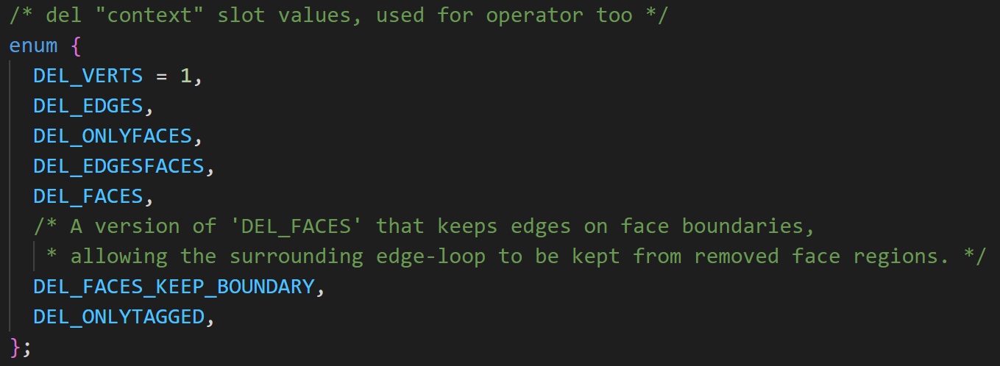 /* del "context" slot values, used for operator too */
enum {
  DEL_VERTS = 1,
  DEL_EDGES,
  DEL_ONLYFACES,
  DEL_EDGESFACES,
  DEL_FACES,
  /* A version of 'DEL_FACES' that keeps edges on face boundaries,
   * allowing the surrounding edge-loop to be kept from removed face regions. */
  DEL_FACES_KEEP_BOUNDARY,
  DEL_ONLYTAGGED,
};